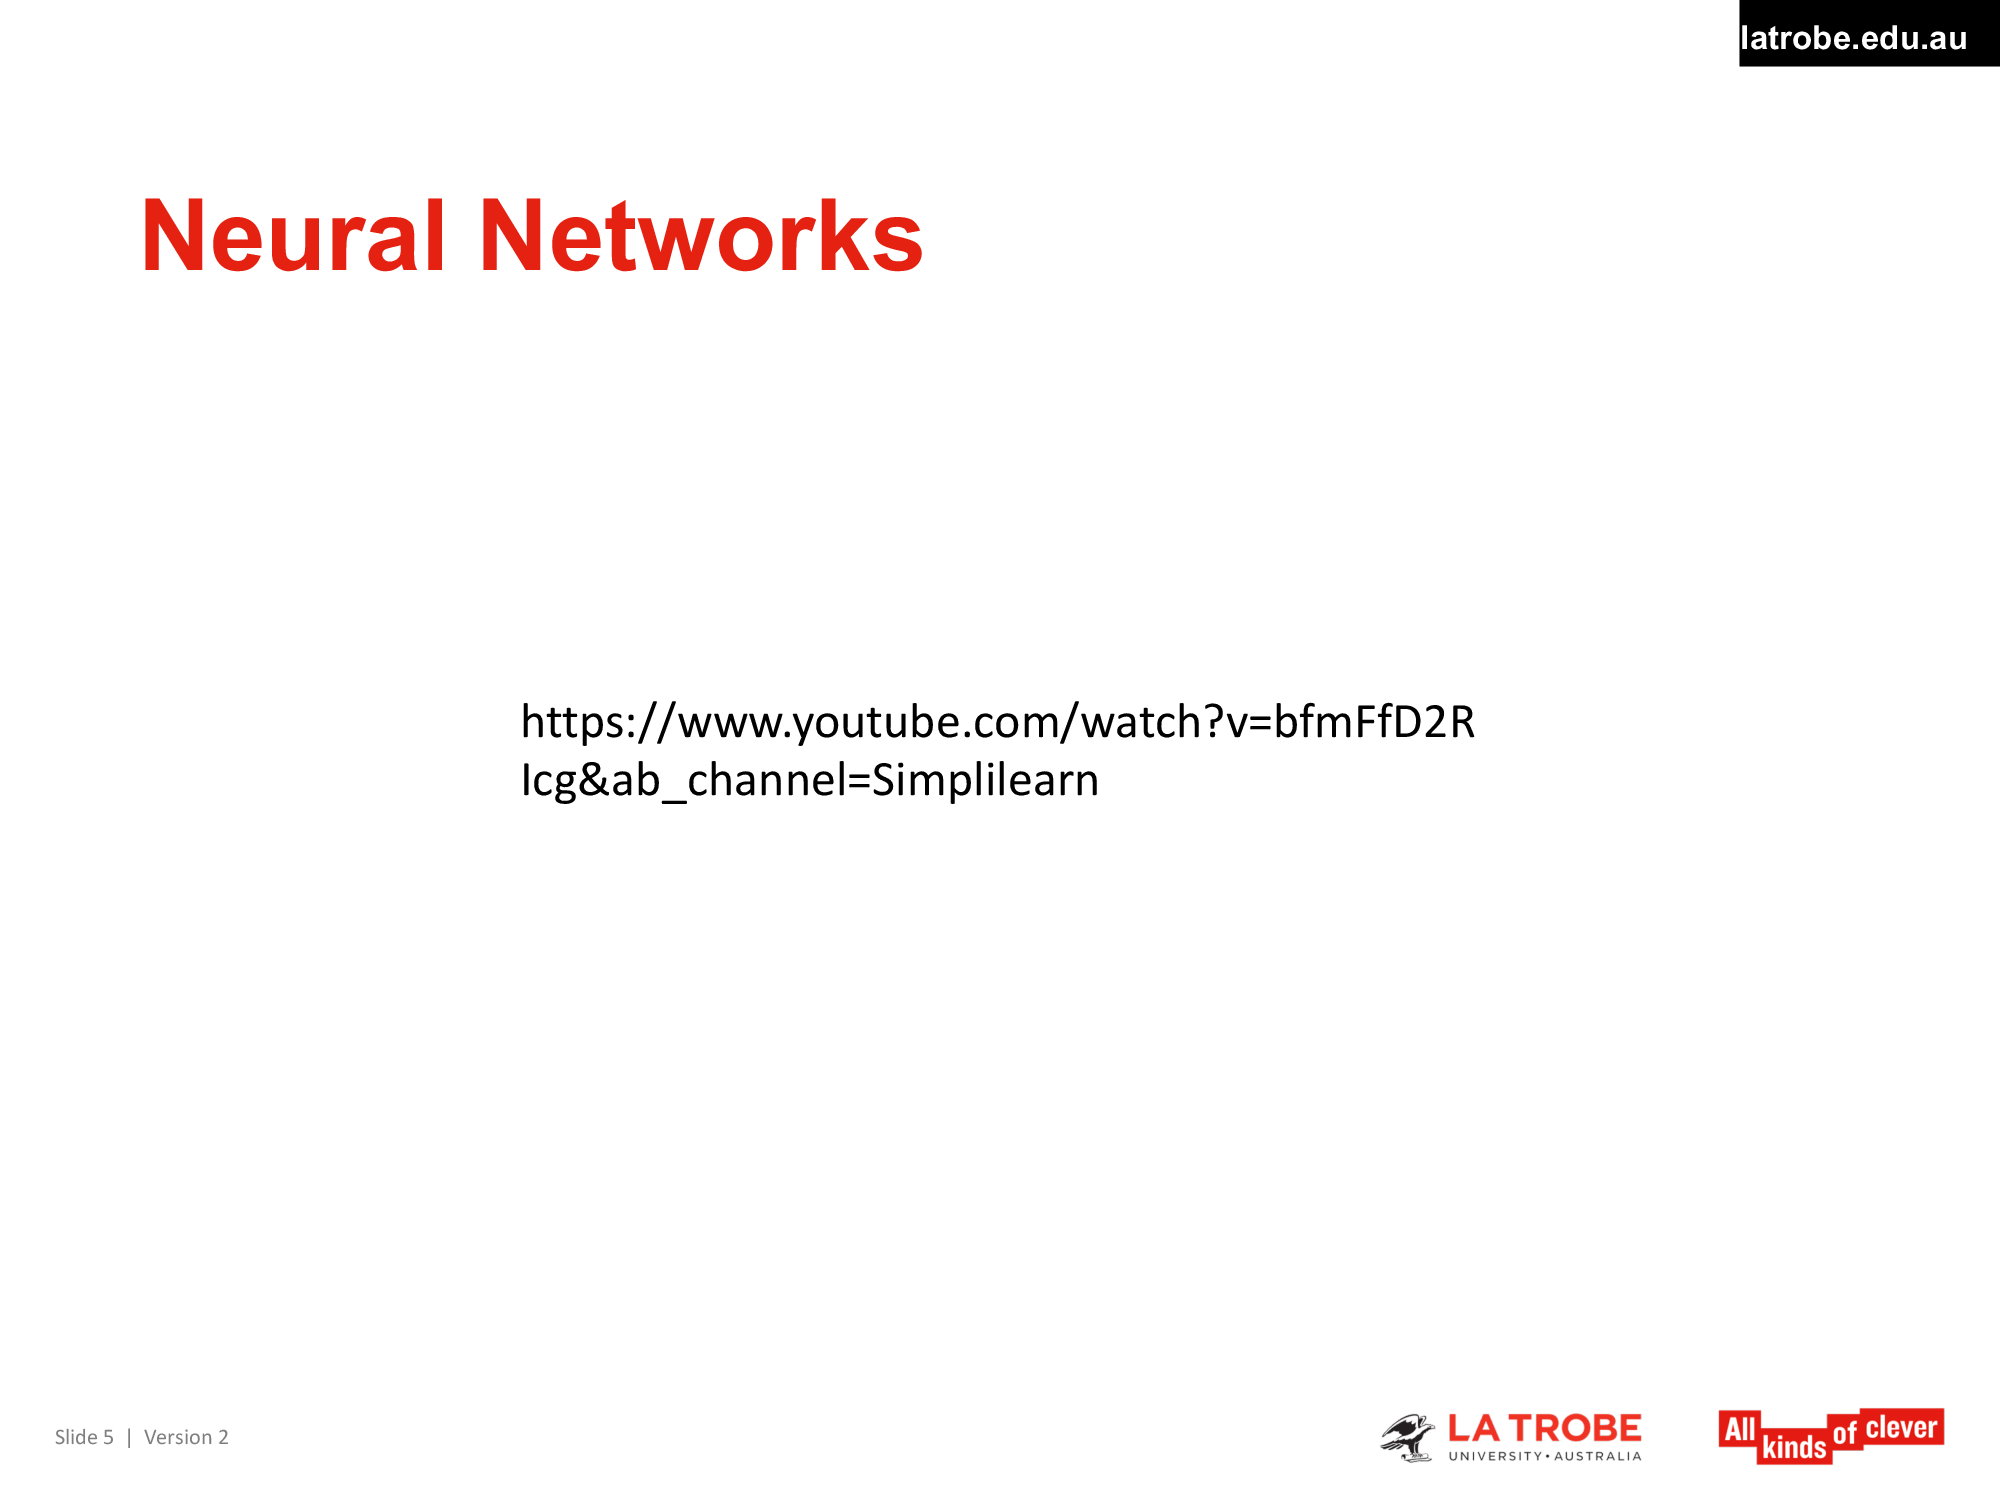 latrobe.edu.au
Neural Networks
https://www.youtube.com/watch?v=bfmFfD2R
Icg&ab_channel=Simplilearn
Slide 5 | Version 2
LA TROBE
UNIVERSITY • AUSTRALIA
All kinds of clever